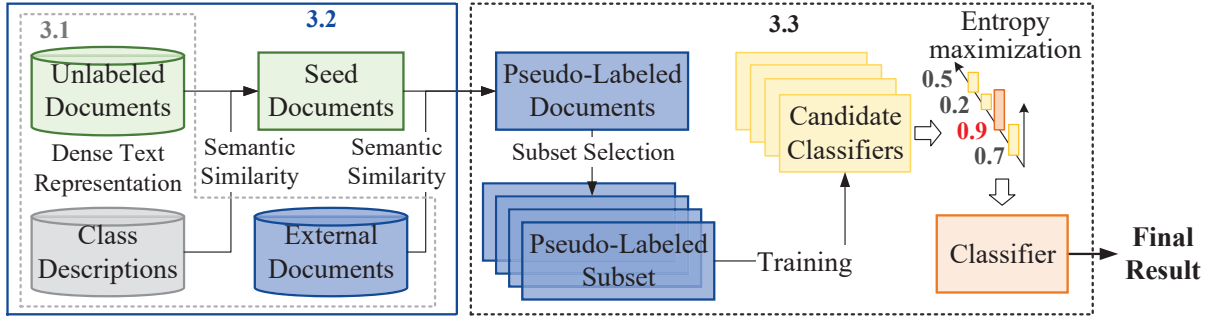 3.1
3.2
Unlabeled
Documents
Seed
Documents
Dense Text
Representation
Semantic
Similarity
Semantic
Similarity
Class
Descriptions
External
Documents
3.3
Pseudo-Labeled
Documents
Subset Selection
Pseudo-Labeled
Subset
Training
Candidate
Classifiers
Entropy
maximization
0.5
0.2
0.9
0.7
Classifier
Final
Result